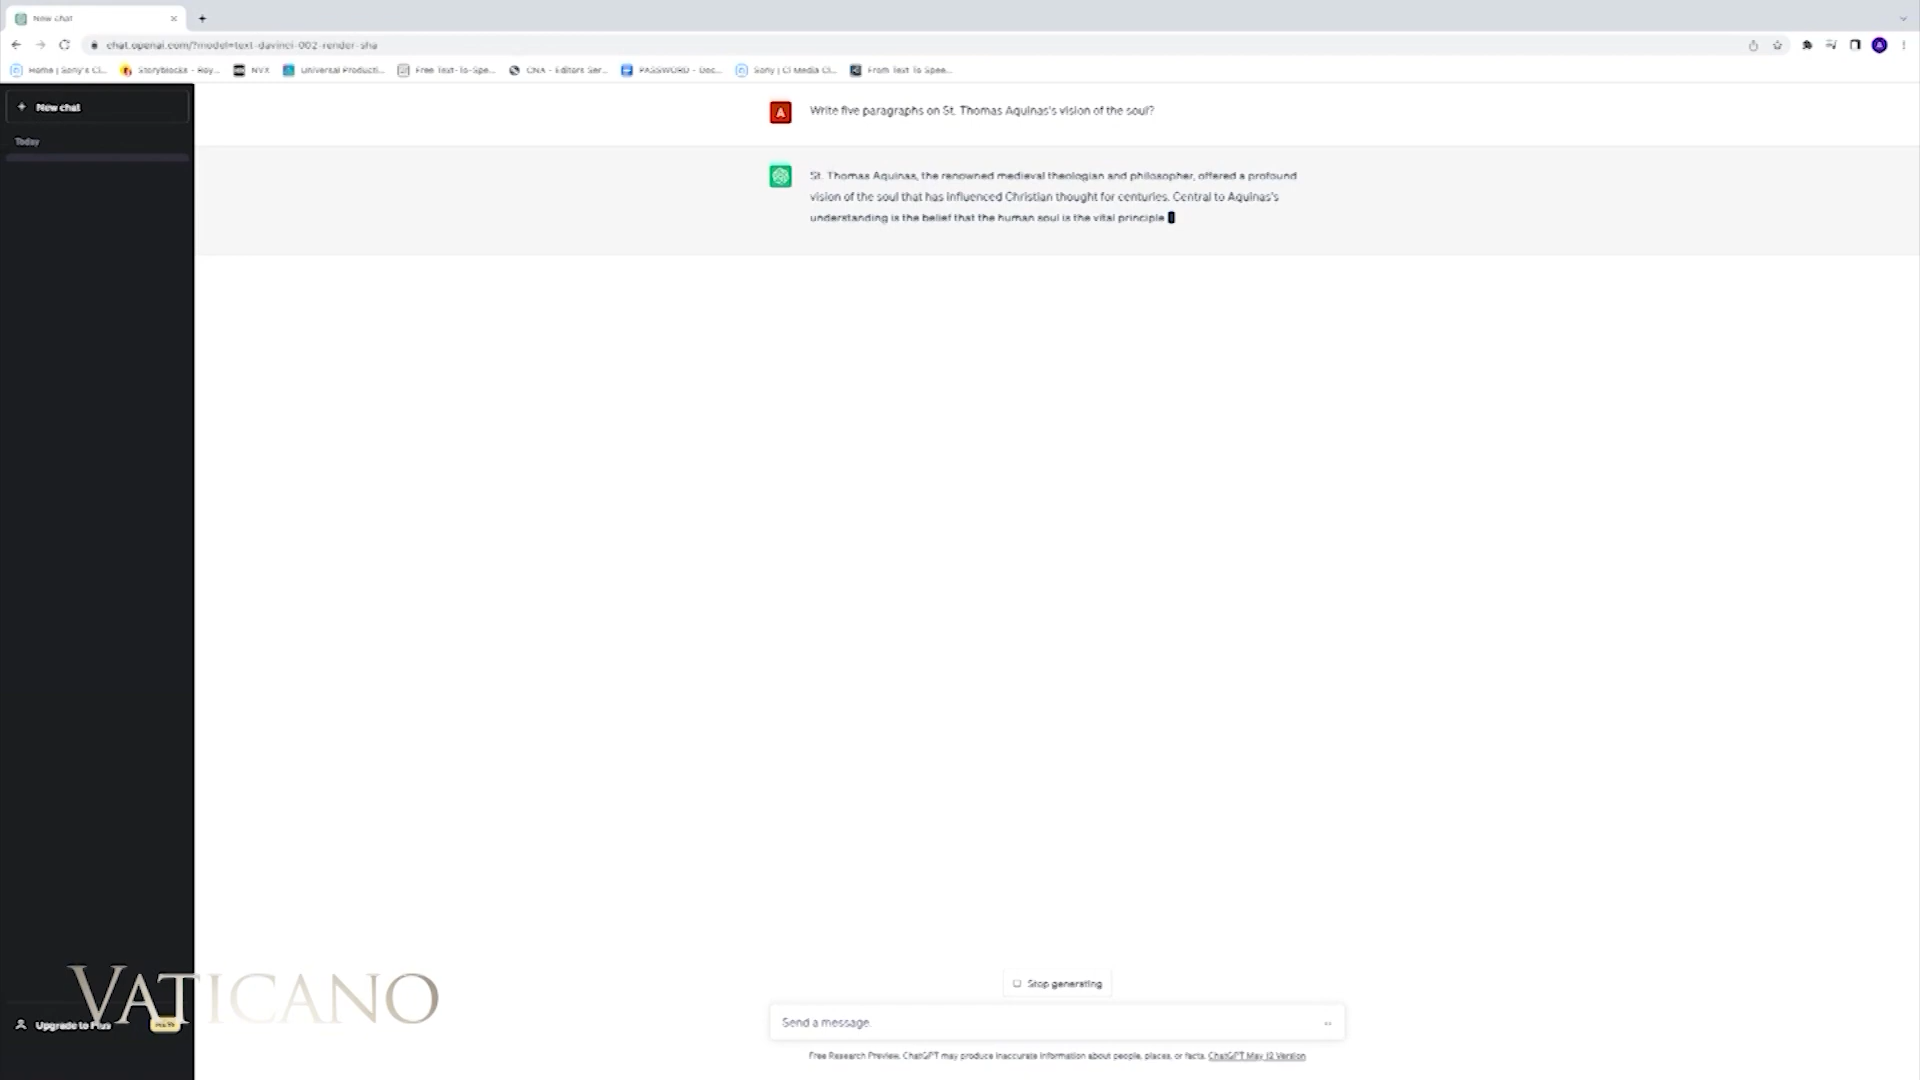 New chat
chat.openai.com/?model=text-davinci-002-render-sha
Home | Sony's Ci... Storyblocks - Roy... NVX Universal Producti... Free Text-To-Spe... CNA - Editors Ser... PASSWORD - Doc... Sony | Ci Media Cl... From Text To Spee...
+ New chat
Today
A Write five paragraphs on St. Thomas Aquinas's vision of the soul?
St. Thomas Aquinas, the renowned medieval theologian and philosopher, offered a profound
vision of the soul that has influenced Christian thought for centuries. Central to Aquinas's
understanding is the belief that the human soul is the vital principle
Stop generating
VATICANO
Upgrade to Plus
Send a message.
Free Research Preview. ChatGPT may produce inaccurate information about people, places, or facts. ChatGPT May 12 Version